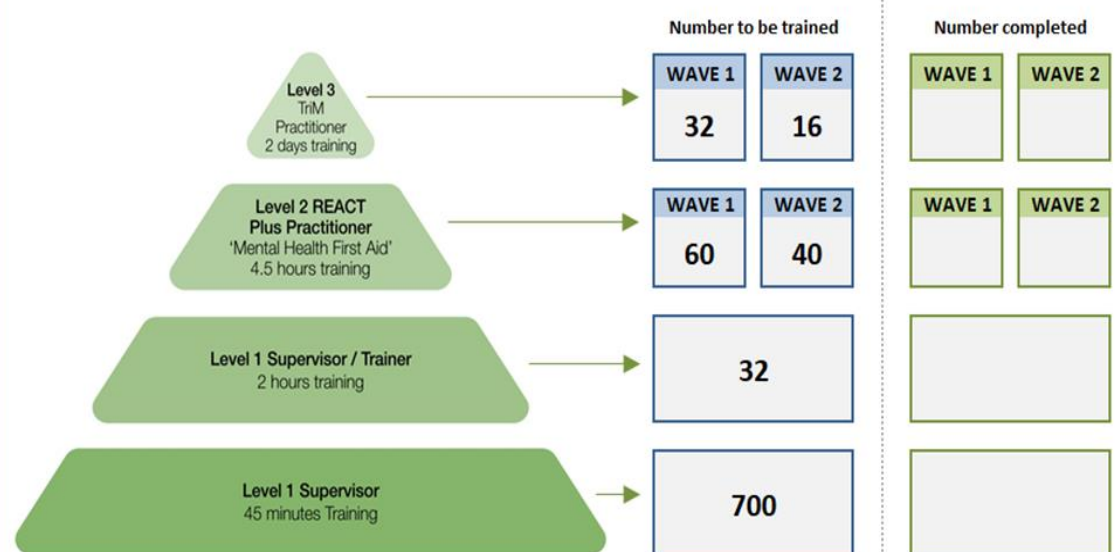 Number to be trained
Number completed
Level 3
TriM
Practitioner
2 days training
WAVE 1
WAVE 2
32
16
WAVE 1
WAVE 2
Level 2 REACT
Plus Practitioner
'Mental Health First Aid'
4.5 hours training
WAVE 1
WAVE 2
60
40
WAVE 1
WAVE 2
Level 1 Supervisor / Trainer
2 hours training
32
Level 1 Supervisor
45 minutes Training
700